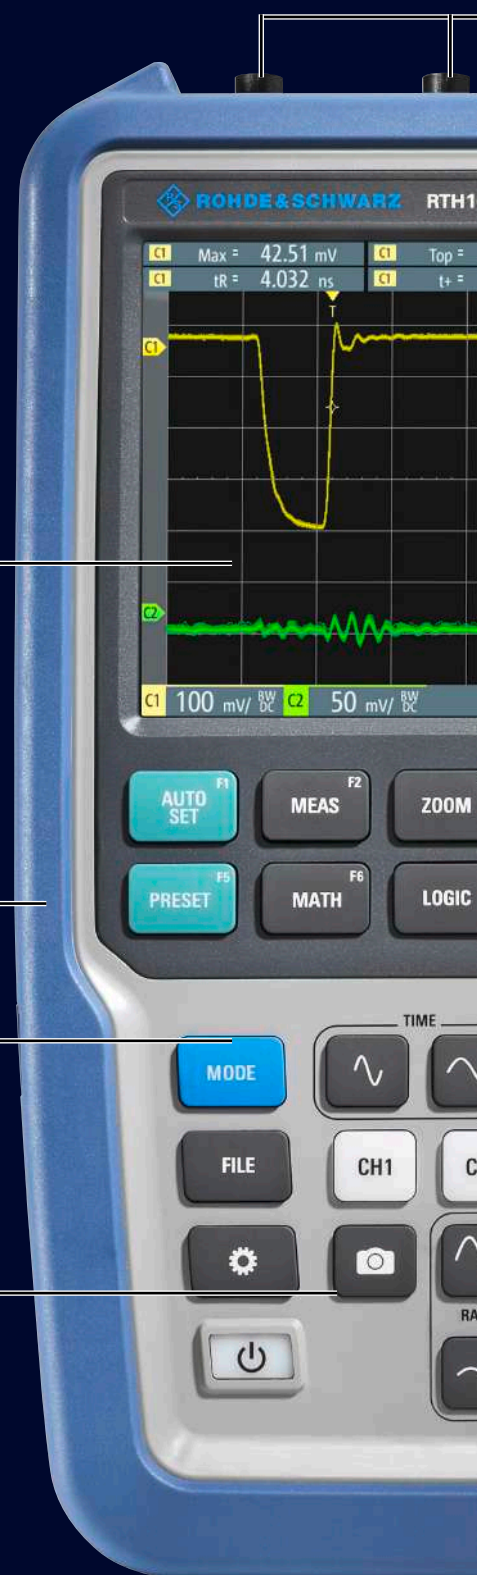 ROHDE & SCHWARZ RTH1
C1 Max = 42.51 mV C1 Top =
C1 tR = 4.032 ns C1 t+ =
T
C1
C2
C1 100 mV/ BW DC C2 50 mV/ BW DC
AUTO SET F1 MEAS F2 ZOOM
PRESET F5 MATH F6 LOGIC
TIME
MODE
FILE CH1 C
RA